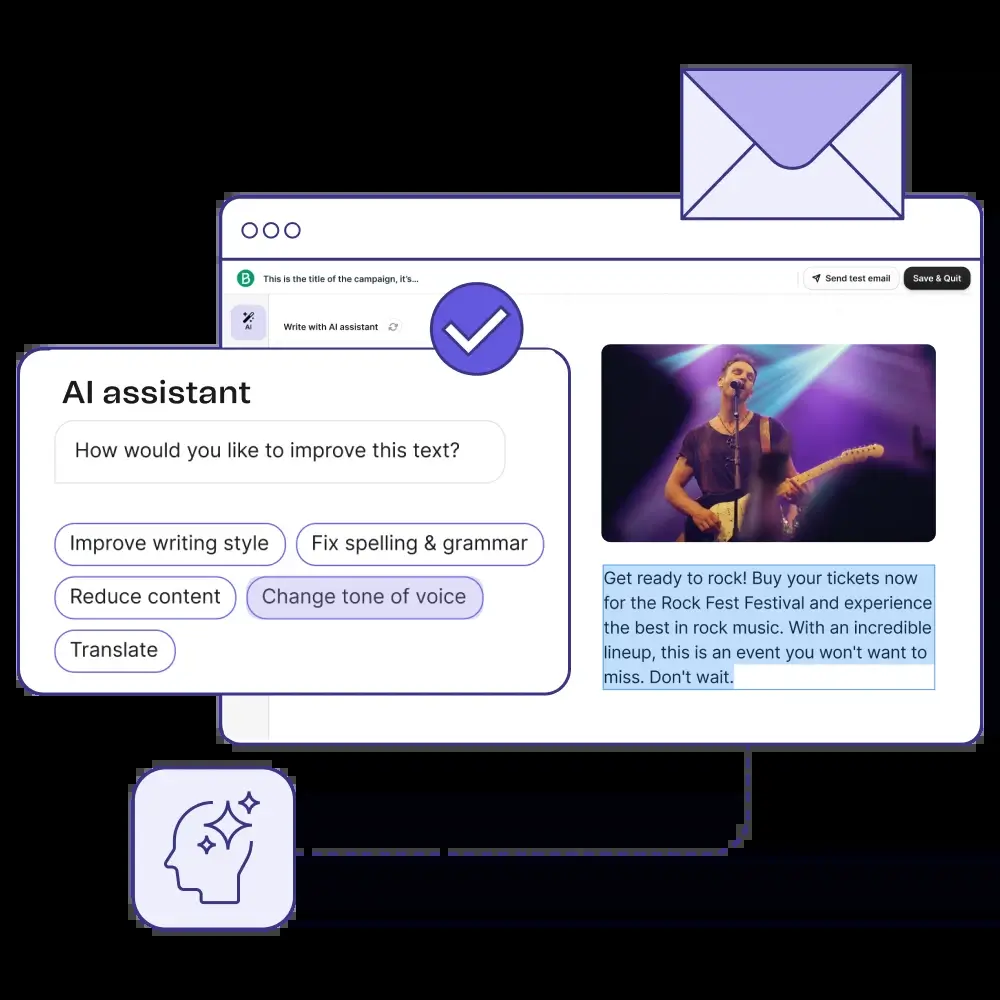 B
This is the title of the campaign, it's...
Send test email
Save & Quit
AI
Write with AI assistant
AI assistant
How would you like to improve this text?
Improve writing style
Fix spelling & grammar
Reduce content
Change tone of voice
Translate
Get ready to rock! Buy your tickets now
for the Rock Fest Festival and experience
the best in rock music. With an incredible
lineup, this is an event you won't want to
miss. Don't wait.